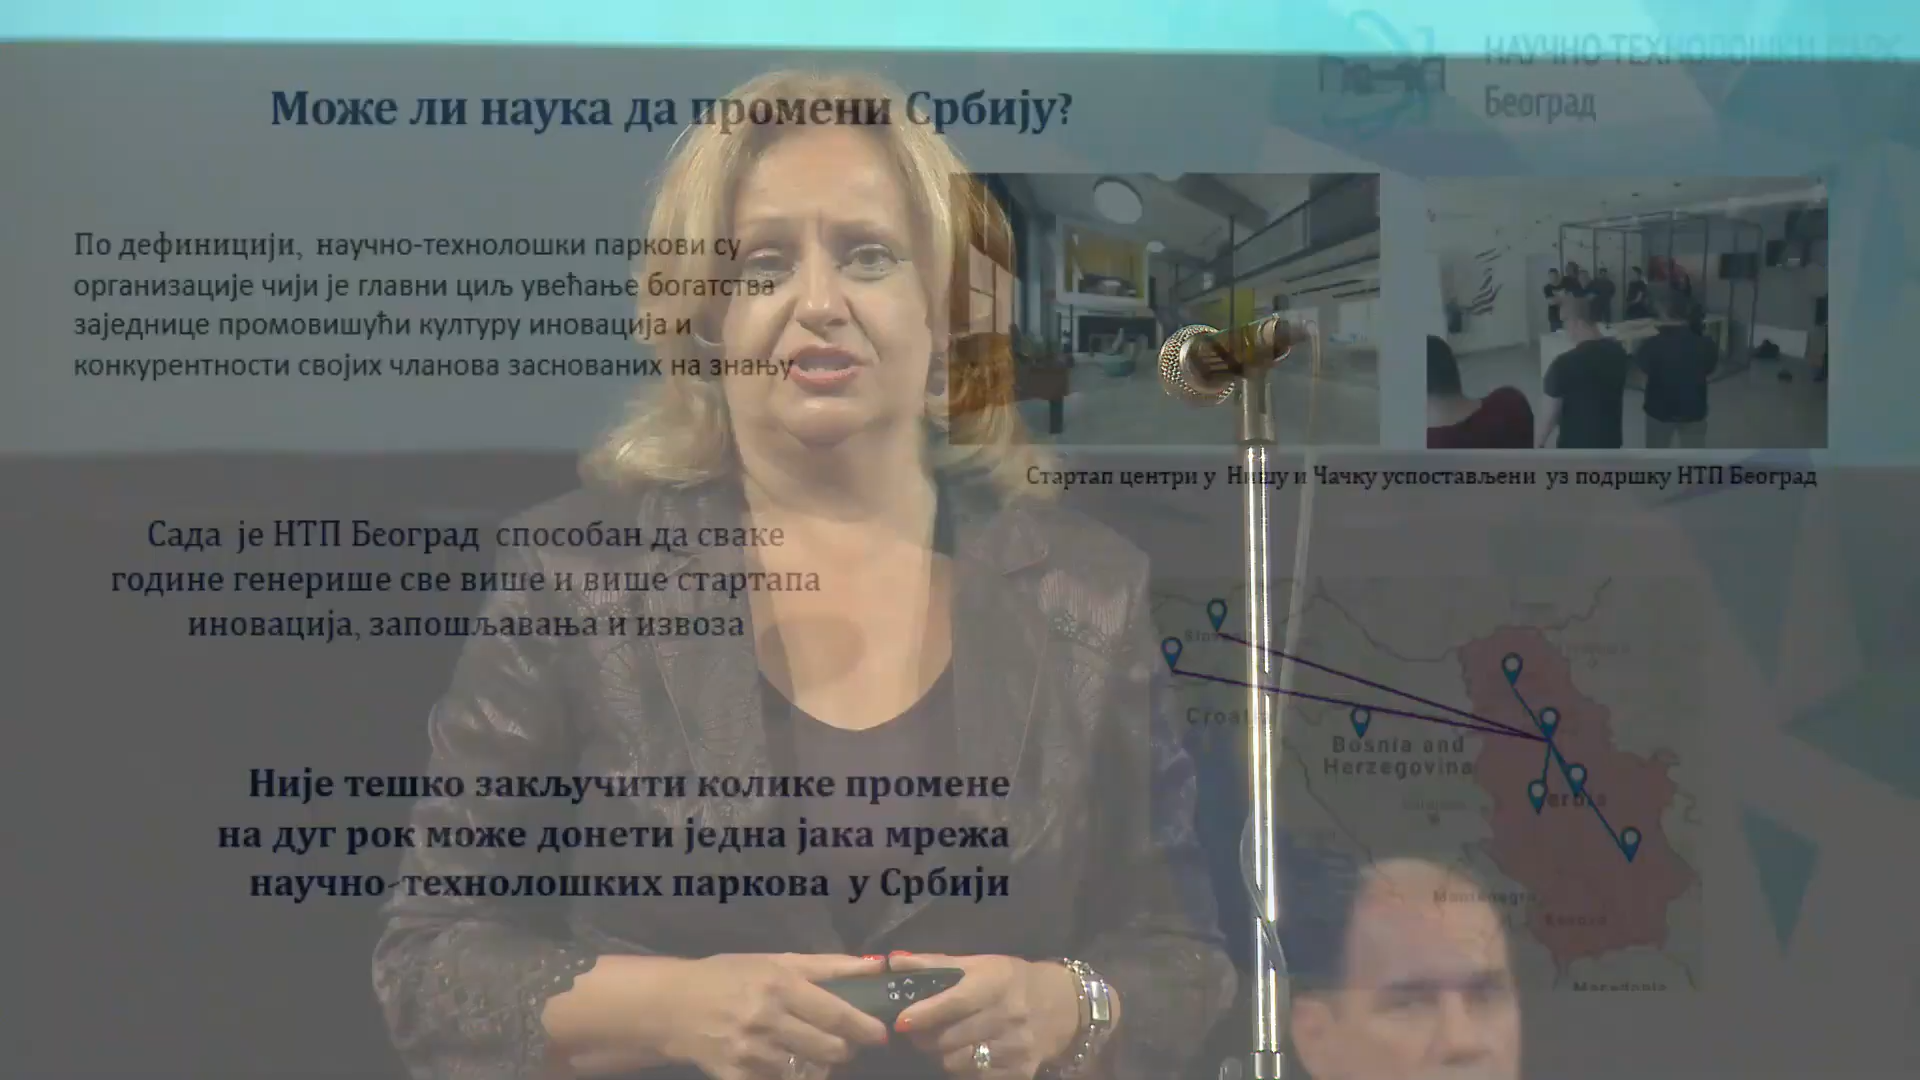 НАУЧНО-ТЕХНОЛОШКИ ПАРК
Београд
Може ли наука да промени Србију?
По дефиницији, научно-технолошки паркови су
организације чији је главни циљ увећање богатства
заједнице промовишући културу иновација и
конкурентности својих чланова заснованих на знању
Стартап центри у Нишу и Чачку успостављени уз подршку НТП Београд
Сада је НТП Београд способан да сваке
године генерише све више и више стартапа
иновација, запошљавања и извоза
Није тешко закључити колике промене
на дуг рок може донети једна јака мрежа
научно-технолошких паркова у Србији
Croatia
Bosnia and
Herzegovina
Serbia
Montenegro
Kosovo
Macedonia